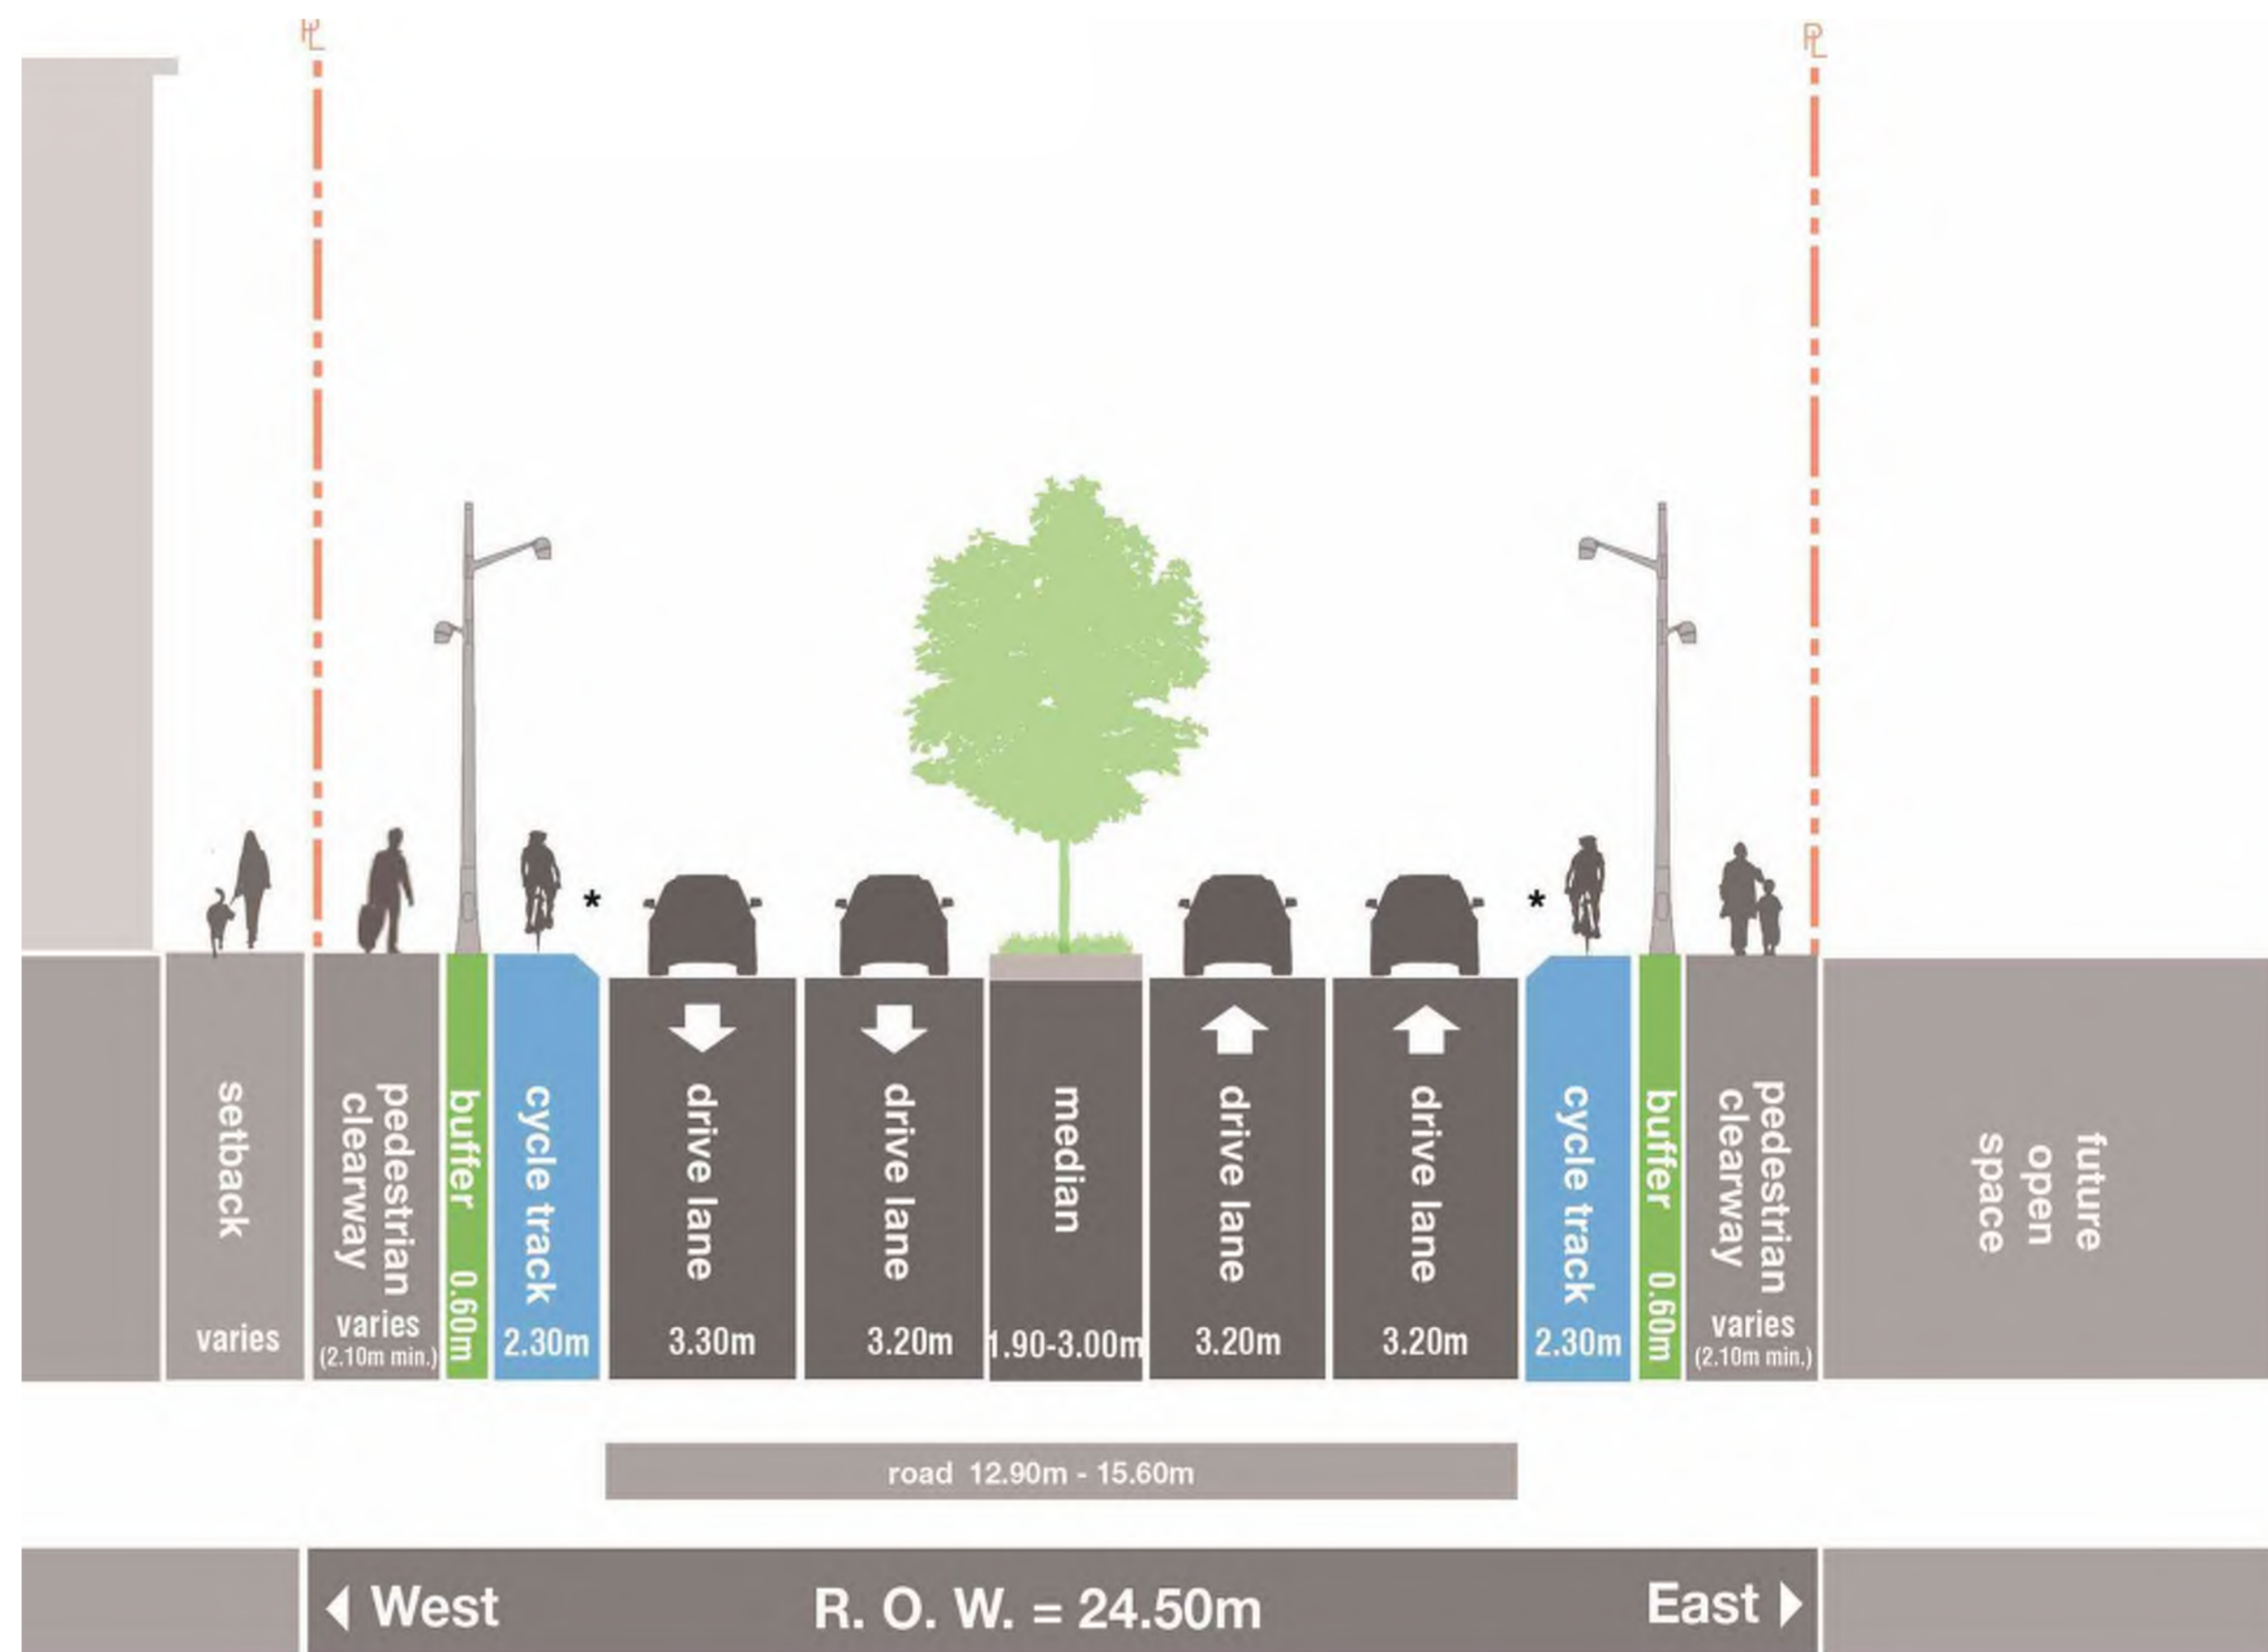 PL
PL
*
*
setback
varies
pedestrian
clearway
varies
(2.10m min.)
buffer 0.60m
cycle track
2.30m
drive lane
3.30m
drive lane
3.20m
median
1.90-3.00m
drive lane
3.20m
drive lane
3.20m
cycle track
2.30m
buffer 0.60m
pedestrian
clearway
varies
(2.10m min.)
future
open
space
road 12.90m - 15.60m
West
R. O. W. = 24.50m
East